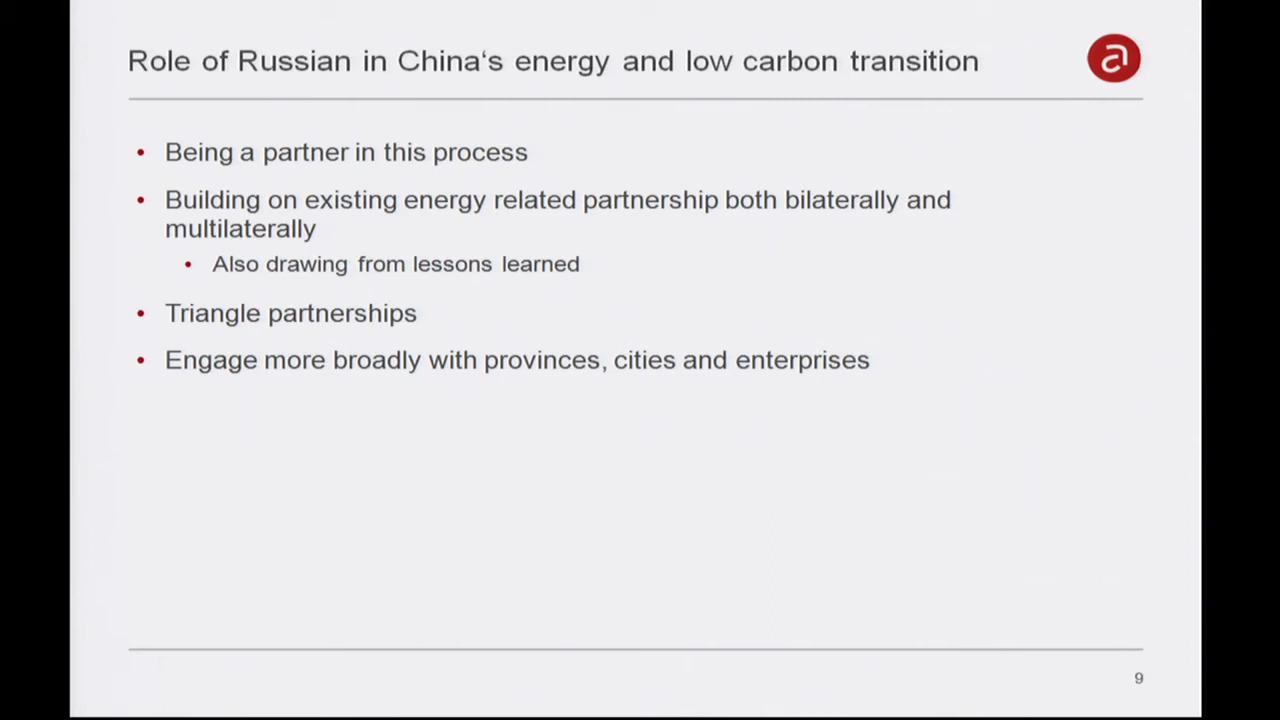 Role of Russian in China‘s energy and low carbon transition
a
• Being a partner in this process
• Building on existing energy related partnership both bilaterally and
multilaterally
• Also drawing from lessons learned
• Triangle partnerships
• Engage more broadly with provinces, cities and enterprises
9